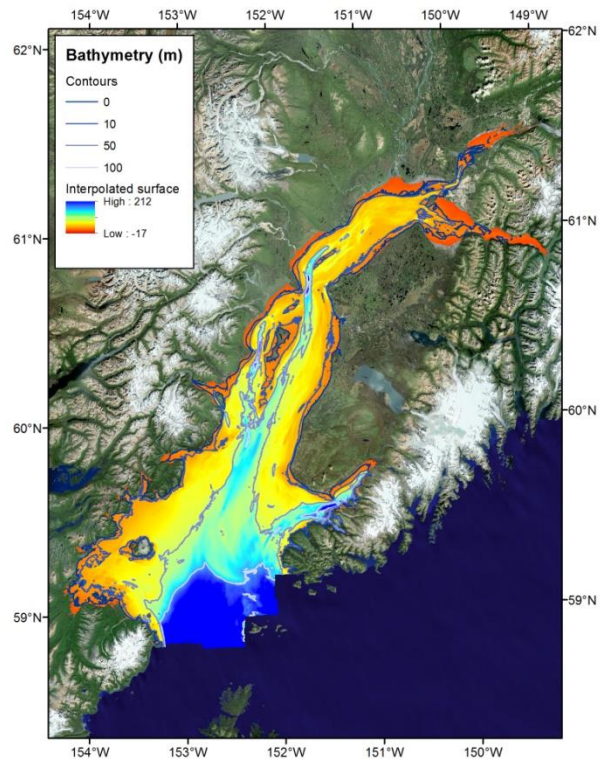 154°W 153°W 152°W 151°W 150°W 149°W
62°N 62°N
Bathymetry (m)
Contours
0
10
50
100
Interpolated surface
High : 212
Low : -17
61°N 61°N
60°N 60°N
59°N 59°N
154°W 153°W 152°W 151°W 150°W